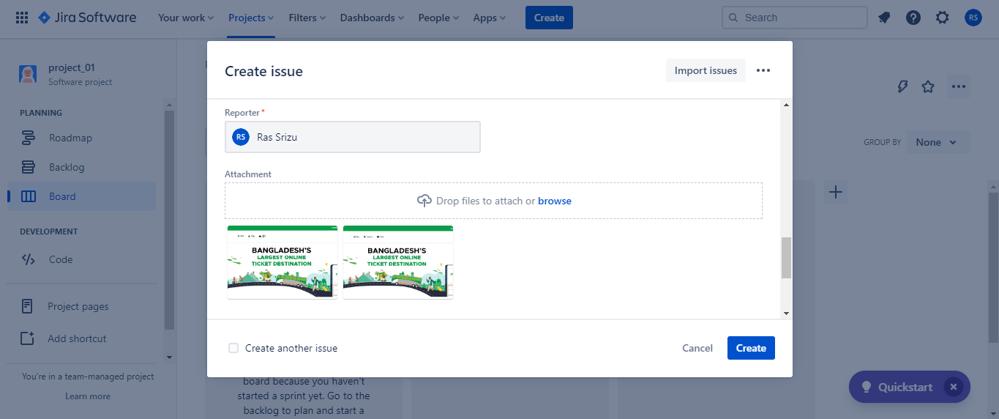 Jira Software Your work Projects Filters Dashboards People Apps Create Search RS
project_01
Software project
PLANNING
Roadmap
Backlog
Board
DEVELOPMENT
Code
Project pages
Add shortcut
You're in a team-managed project
Learn more
Create issue Import issues
Reporter*
RS Ras Srizu
Attachment
Drop files to attach or browse
BANGLADESH'S
LARGEST ONLINE
TICKET DESTINATION
BANGLADESH'S
LARGEST ONLINE
TICKET DESTINATION
Create another issue Cancel Create
GROUP BY None
board because you haven't
started a sprint yet. Go to the
backlog to plan and start a
Quickstart